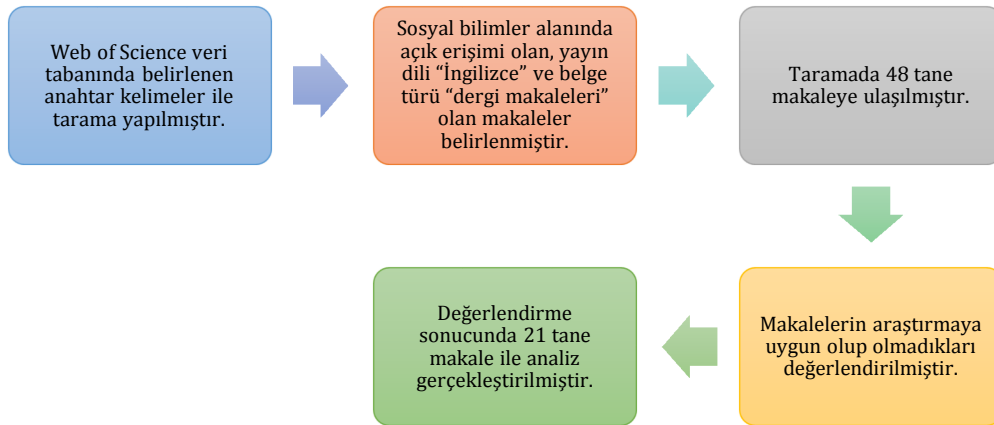 Web of Science veri
tabanında belirlenen
anahtar kelimeler ile
tarama yapılmıştır.
Sosyal bilimler alanında
açık erişimi olan, yayın
dili “İngilizce” ve belge
türü “dergi makaleleri”
olan makaleler
belirlenmiştir.
Taramada 48 tane
makaleye ulaşılmıştır.
Makalelerin araştırmaya
uygun olup olmadıkları
değerlendirilmiştir.
Değerlendirme
sonucunda 21 tane
makale ile analiz
gerçekleştirilmiştir.